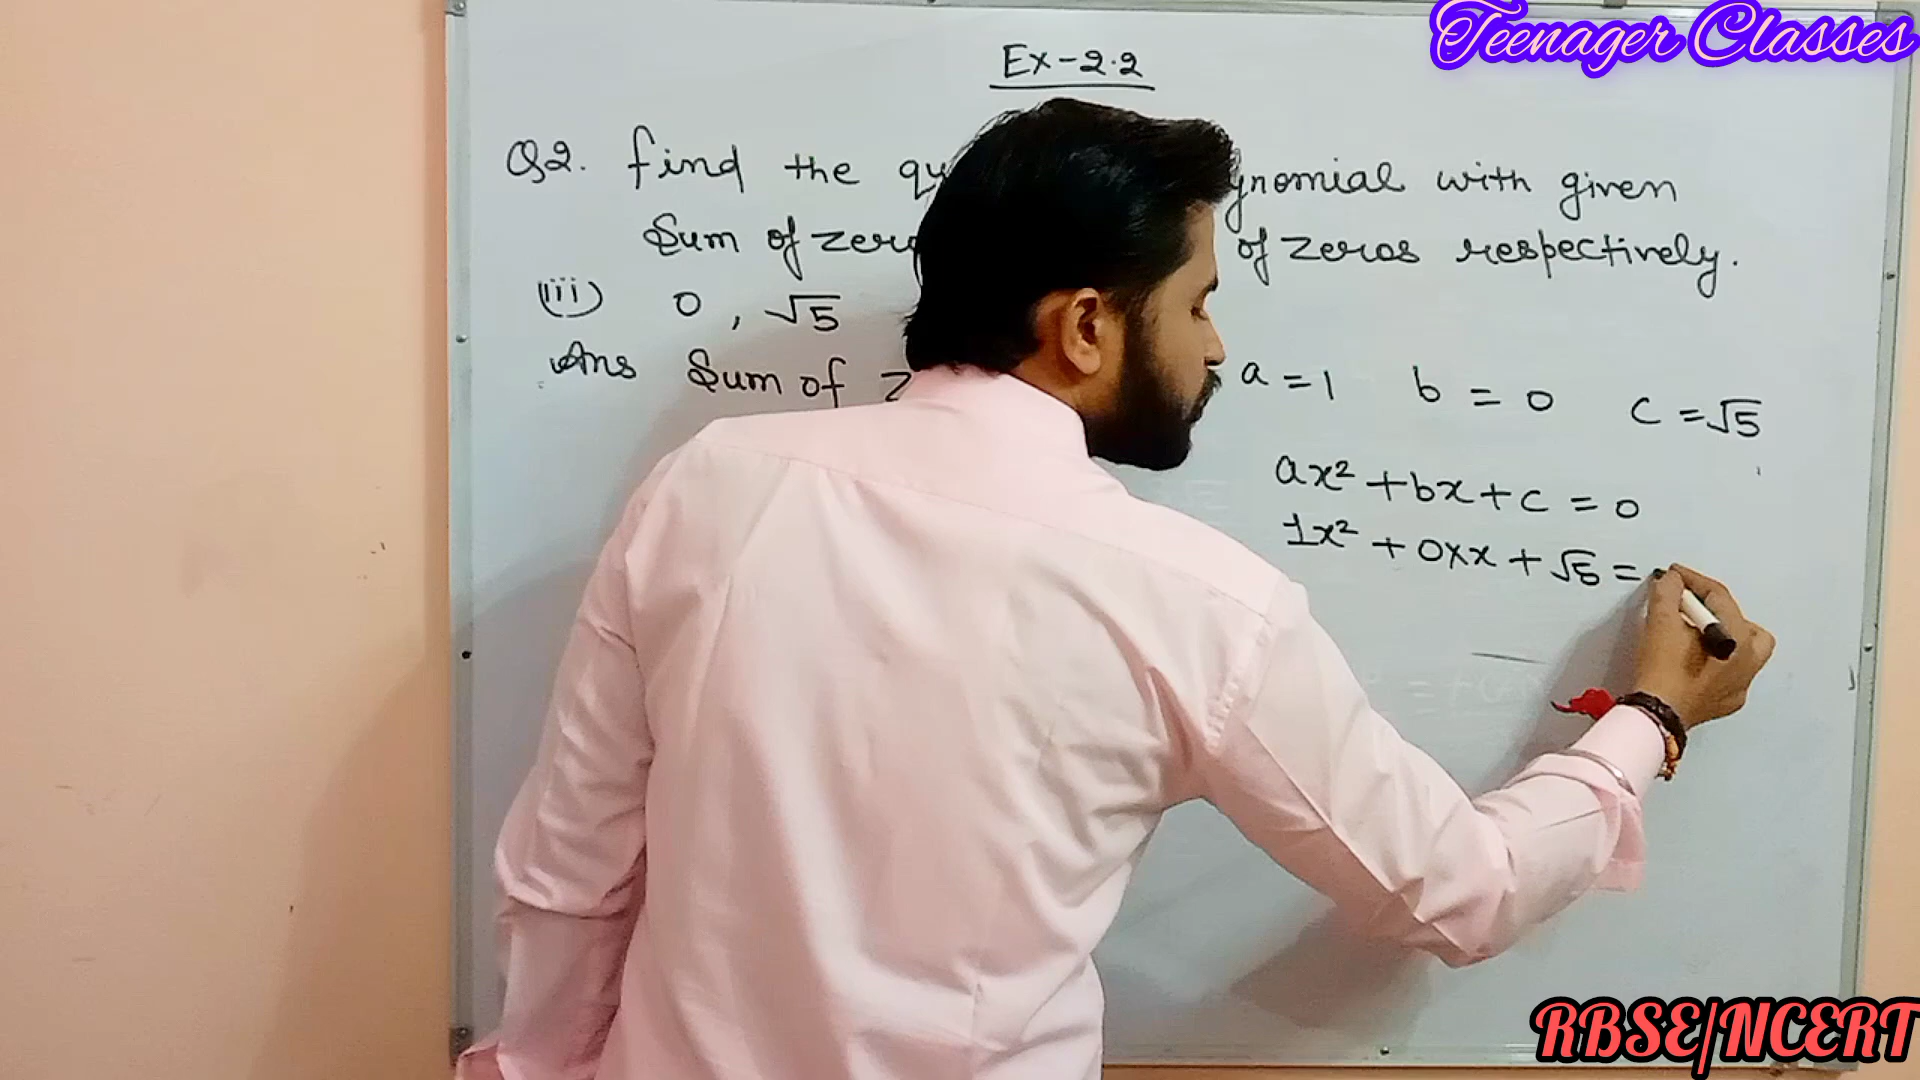 Teenager Classes
Ex-2.2
Q2. find the qu ynomial with given
Sum of zero of zeros respectively.
(iii) 0, √5
Ans Sum of z
a = 1 b = 0 c = √5
ax² + bx + c = 0
1x² + 0xx + √5 =
RBSE/NCERT